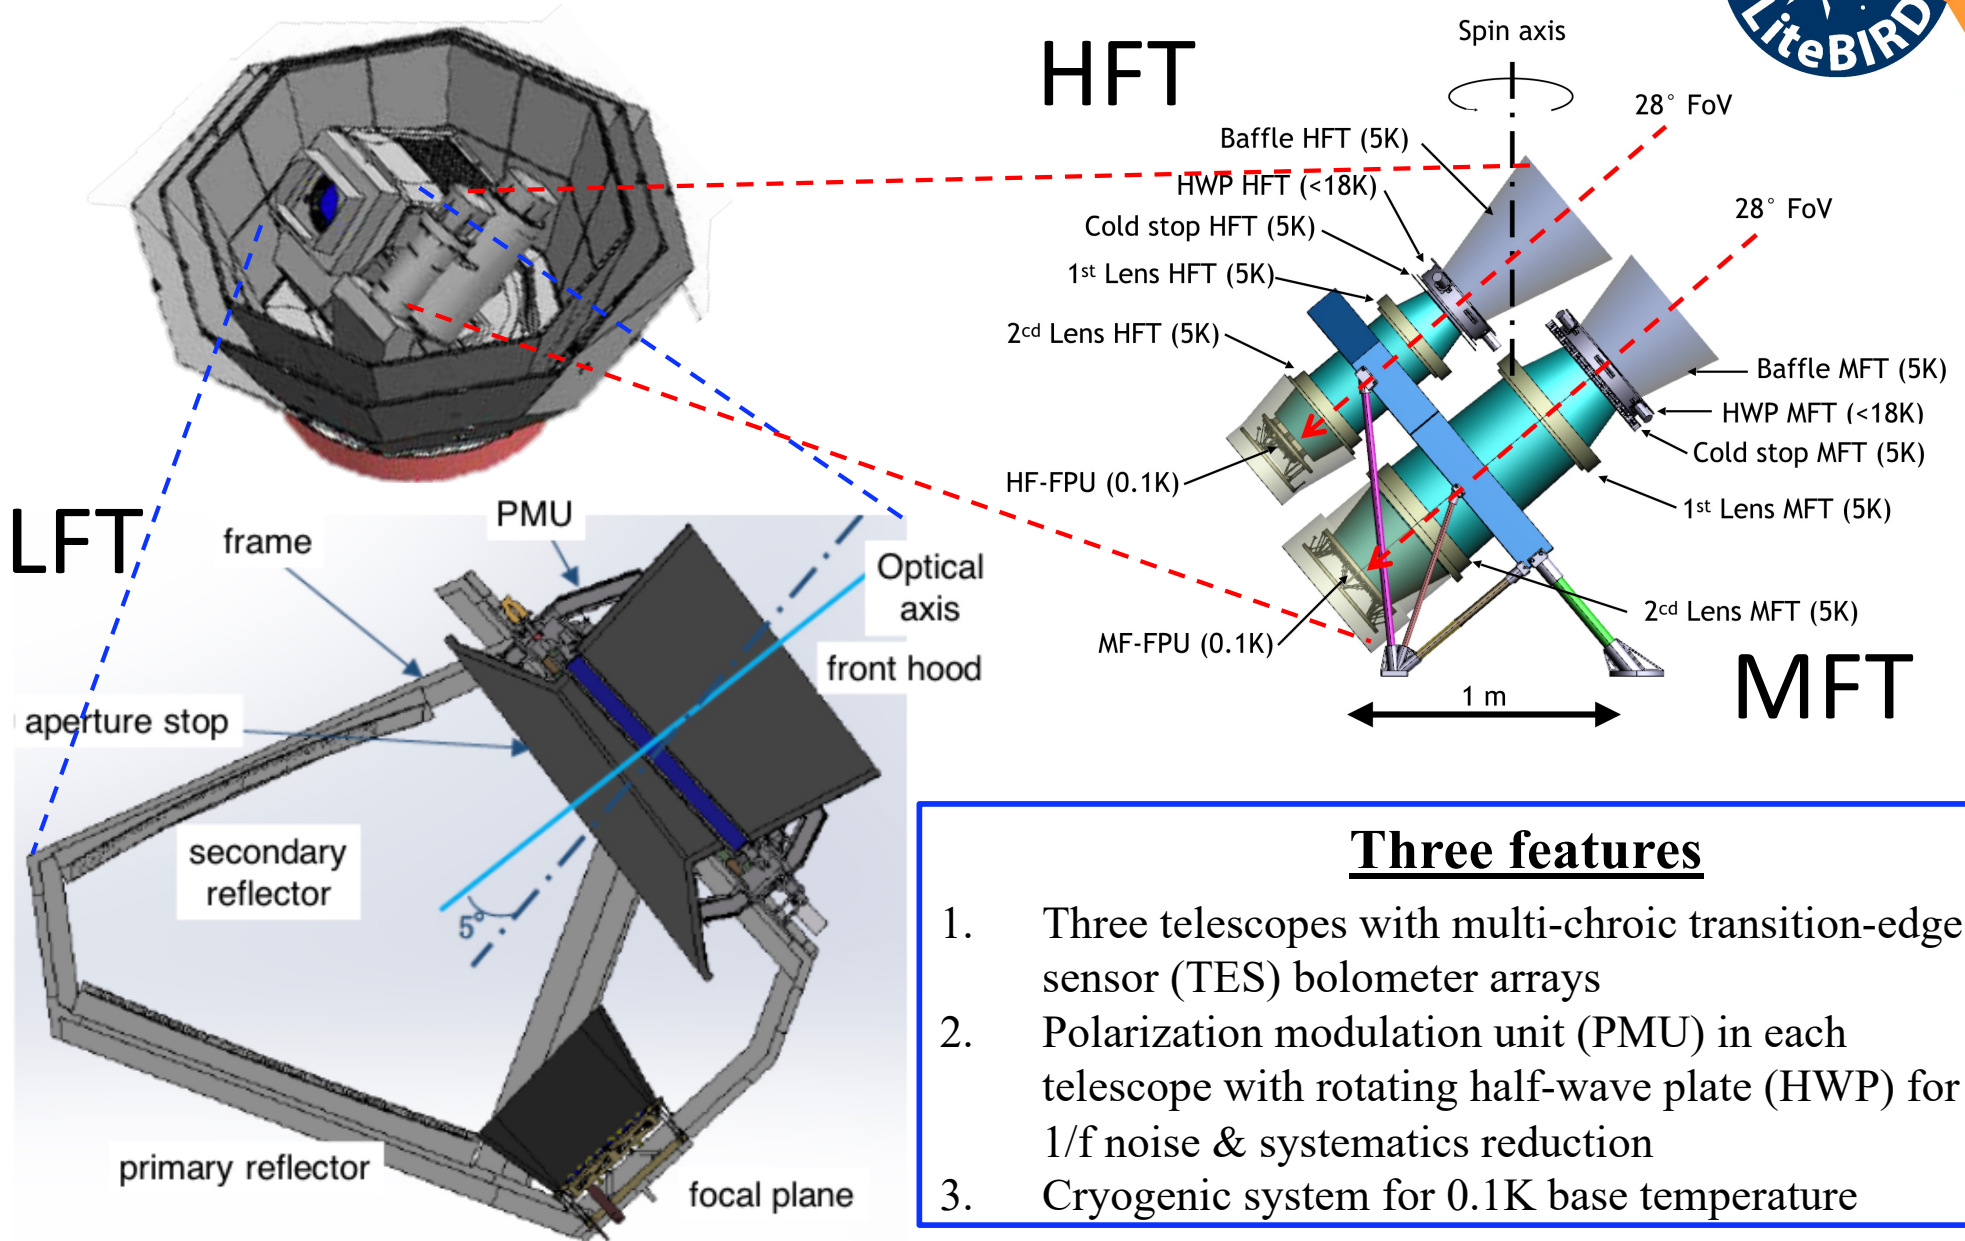 LiteBIRD
HFT
Spin axis
28° FoV
Baffle HFT (5K)
HWP HFT (<18K)
28° FoV
Cold stop HFT (5K)
1st Lens HFT (5K)
2cd Lens HFT (5K)
Baffle MFT (5K)
HWP MFT (<18K)
Cold stop MFT (5K)
HF-FPU (0.1K)
1st Lens MFT (5K)
2cd Lens MFT (5K)
MF-FPU (0.1K)
MFT
1 m
LFT
PMU
frame
Optical
axis
front hood
aperture stop
secondary
reflector
5°
primary reflector
focal plane
Three features
1. Three telescopes with multi-chroic transition-edge
sensor (TES) bolometer arrays
2. Polarization modulation unit (PMU) in each
telescope with rotating half-wave plate (HWP) for
1/f noise & systematics reduction
3. Cryogenic system for 0.1K base temperature